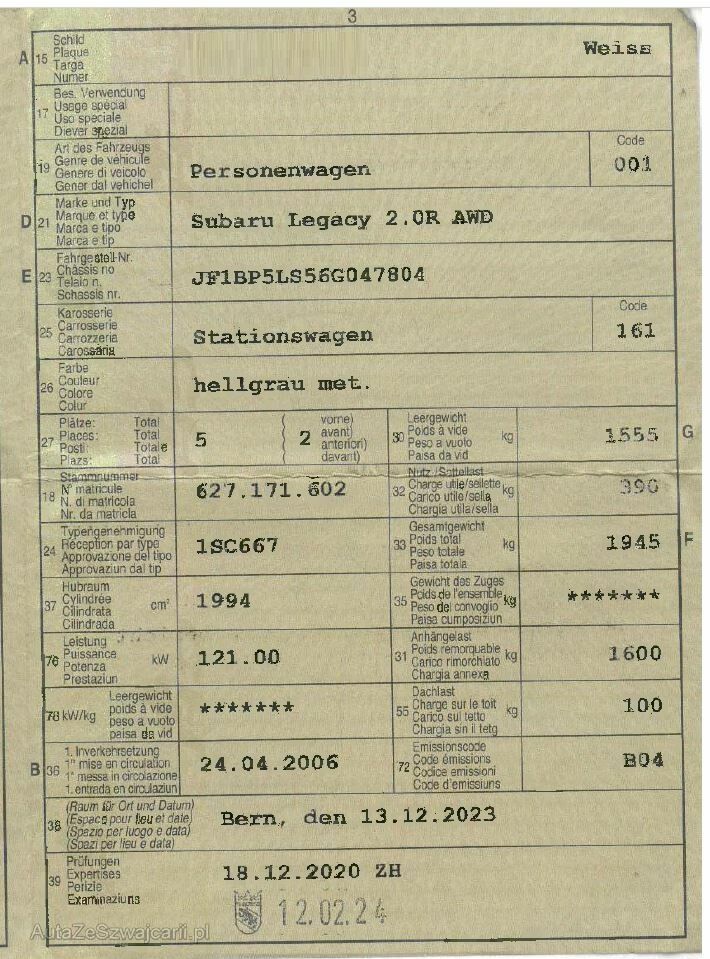 3
A 15 Schild
Plaque
Targa
Numer
Weiss
17 Bes. Verwendung
Usage spécial
Uso speciale
Diever spezial
19 Art des Fahrzeugs
Genre de véhicule
Genere di veicolo
Gener dal vehichel
Personenwagen
Code
001
D 21 Marke und Typ
Marque et type
Marca e tipo
Marca e tip
Subaru Legacy 2.0R AWD
E 23 Fahrgestell-Nr.
Châssis no
Telaio n.
Schassis nr.
JF1BP5LS56G047804
25 Karosserie
Carrosserie
Carrozzeria
Carossaria
Stationswagen
Code
161
26 Farbe
Couleur
Colore
Colur
hellgrau met.
27 Plätze: Total
Places: Total
Posti: Totale
Plazs: Total
5
( 2 vorne)
( avant)
( anteriori)
( davant)
30 Leergewicht
Poids à vide
Peso a vuoto
Paisa da vid
kg
1555
G
18 Stammnummer
N° matricule
N. di matricola
Nr. da matricla
627.171.602
32 Nutz-/Sattellast
Charge utile/sellette
Carico utile/sella
Chargia utila/sella
kg
390
24 Typengenehmigung
Réception par type
Approvazione del tipo
Approvaziun dal tip
1SC667
33 Gesamtgewicht
Poids total
Peso totale
Paisa totala
kg
1945
F
37 Hubraum
Cylindrée
Cilindrata
Cilindrada
cm³
1994
35 Gewicht des Zuges
Poids de l'ensemble
Peso del convoglio
Paisa cumposiziun
kg
*******
76 Leistung
Puissance
Potenza
Prestaziun
kW
121.00
31 Anhängelast
Poids remorquable
Carico rimorchiato
Chargia annexa
kg
1600
78 kW/kg
Leergewicht
poids à vide
peso a vuoto
paisa da vid
*******
55 Dachlast
Charge sur le toit
Carico sul tetto
Chargia sin il tetg
kg
100
B 36 1. Inverkehrsetzung
1re mise en circulation
1a messa in circolazione
1. entrada en circulaziun
24.04.2006
72 Emissionscode
Code émissions
Codice emissioni
Code d'emissiuns
B04
38 (Raum für Ort und Datum)
(Espace pour lieu et date)
(Spazio per luogo e data)
(Spazi per lieu e data)
Bern, den 13.12.2023
39 Prüfungen
Expertises
Perizie
Examinaziuns
18.12.2020 ZH
12.02.24
AutaZeSzwajcarii.pl